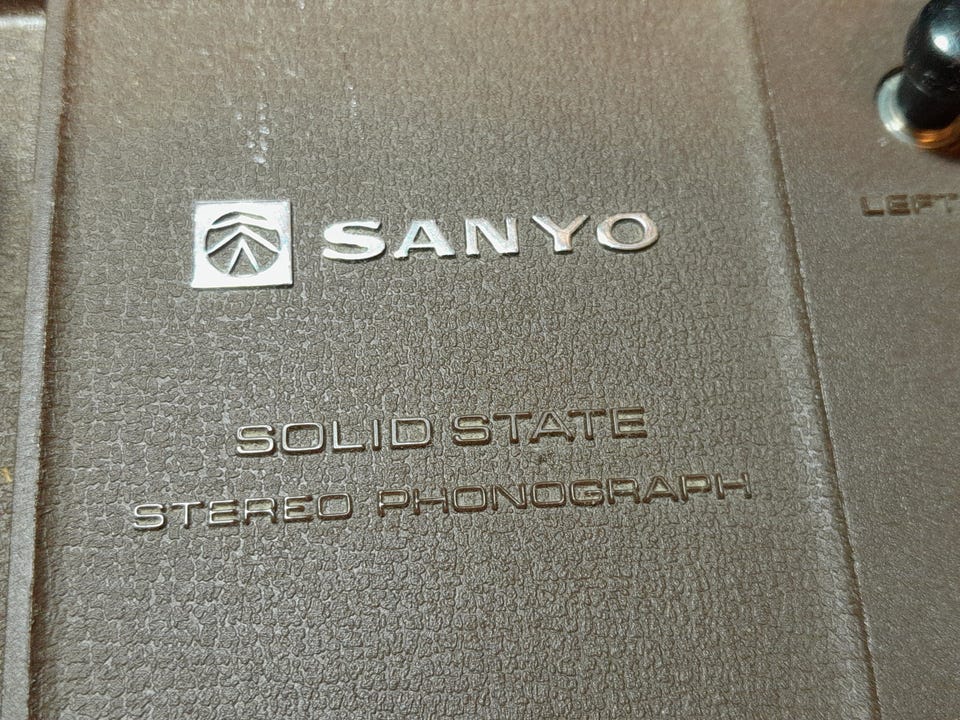 SANYO
LEFT
SOLID STATE
STEREO PHONOGRAPH